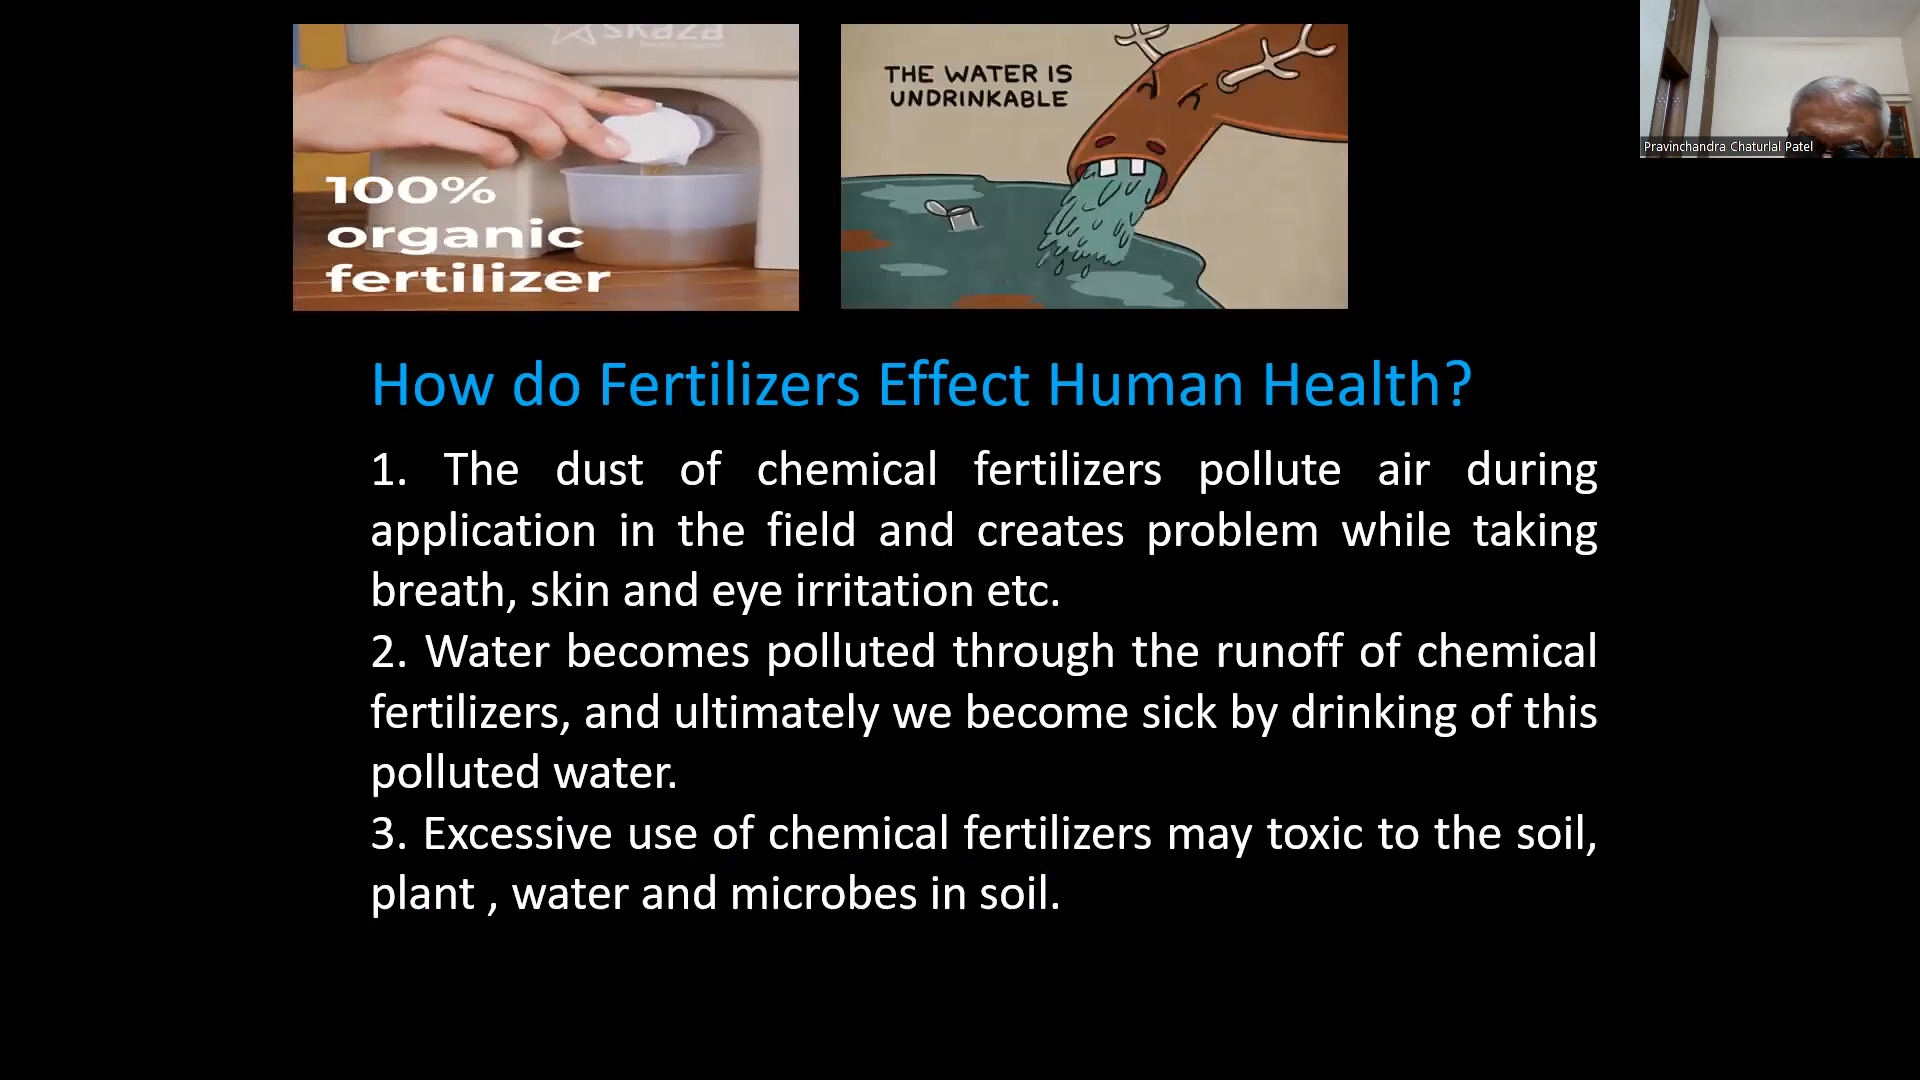 SKAZA
100%
organic
fertilizer
THE WATER IS
UNDRINKABLE
Pravinchandra Chaturlal Patel
How do Fertilizers Effect Human Health?
1. The dust of chemical fertilizers pollute air during
application in the field and creates problem while taking
breath, skin and eye irritation etc.
2. Water becomes polluted through the runoff of chemical
fertilizers, and ultimately we become sick by drinking of this
polluted water.
3. Excessive use of chemical fertilizers may toxic to the soil,
plant , water and microbes in soil.